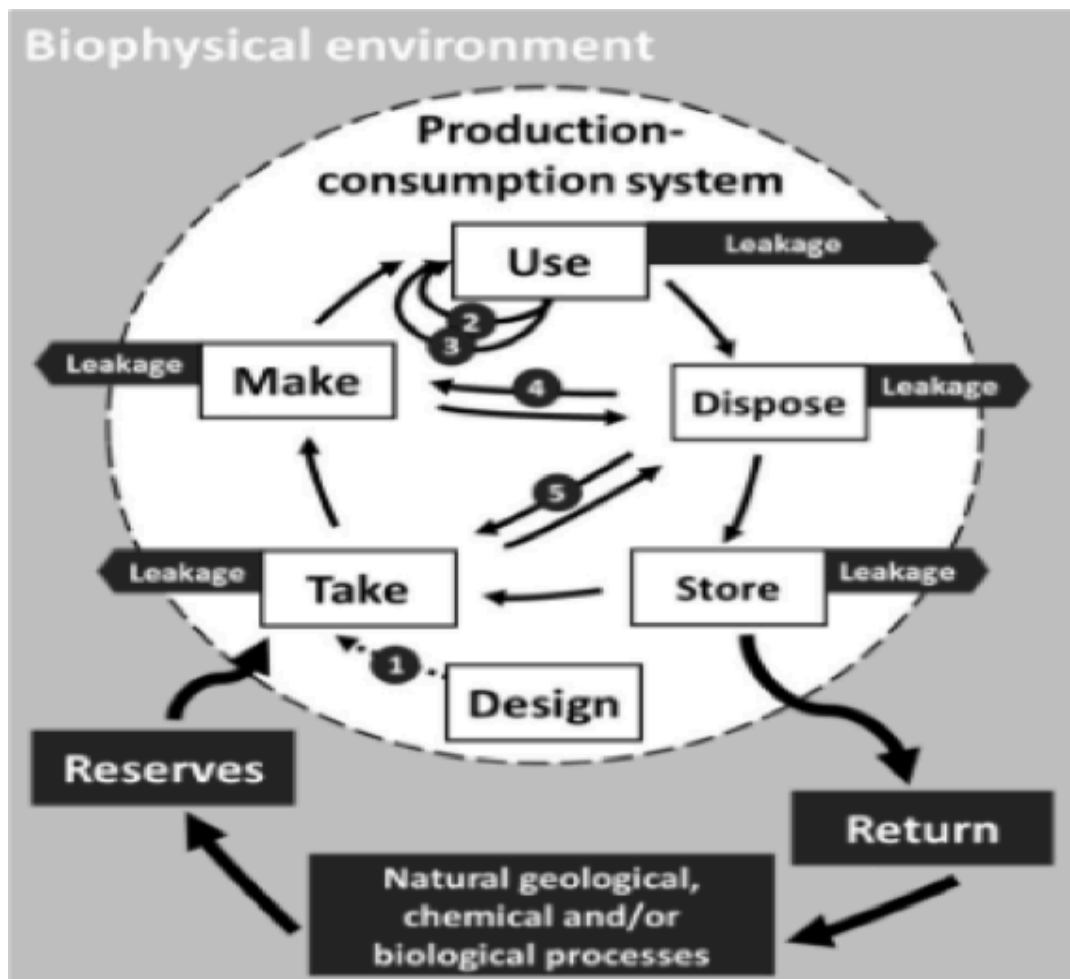 Biophysical environment
Production-
consumption system
Use
Leakage
2
3
Leakage
Make
4
Dispose
Leakage
5
Leakage
Take
Store
Leakage
1
Design
Reserves
Return
Natural geological,
chemical and/or
biological processes